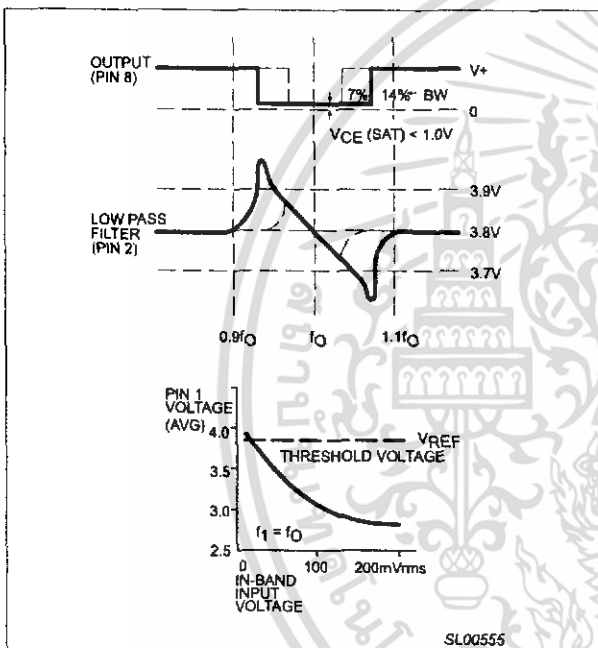 OUTPUT
(PIN 8)
V+
7% 14% BW
0
VCE (SAT) < 1.0V
3.9V
LOW PASS
FILTER
(PIN 2)
3.8V
3.7V
0.9fO
fO
1.1fO
PIN 1
VOLTAGE
(AVG)
4.0
VREF
THRESHOLD VOLTAGE
3.5
3.0
f1 = fO
2.5
0
100
200mVrms
IN-BAND
INPUT
VOLTAGE
SL00555